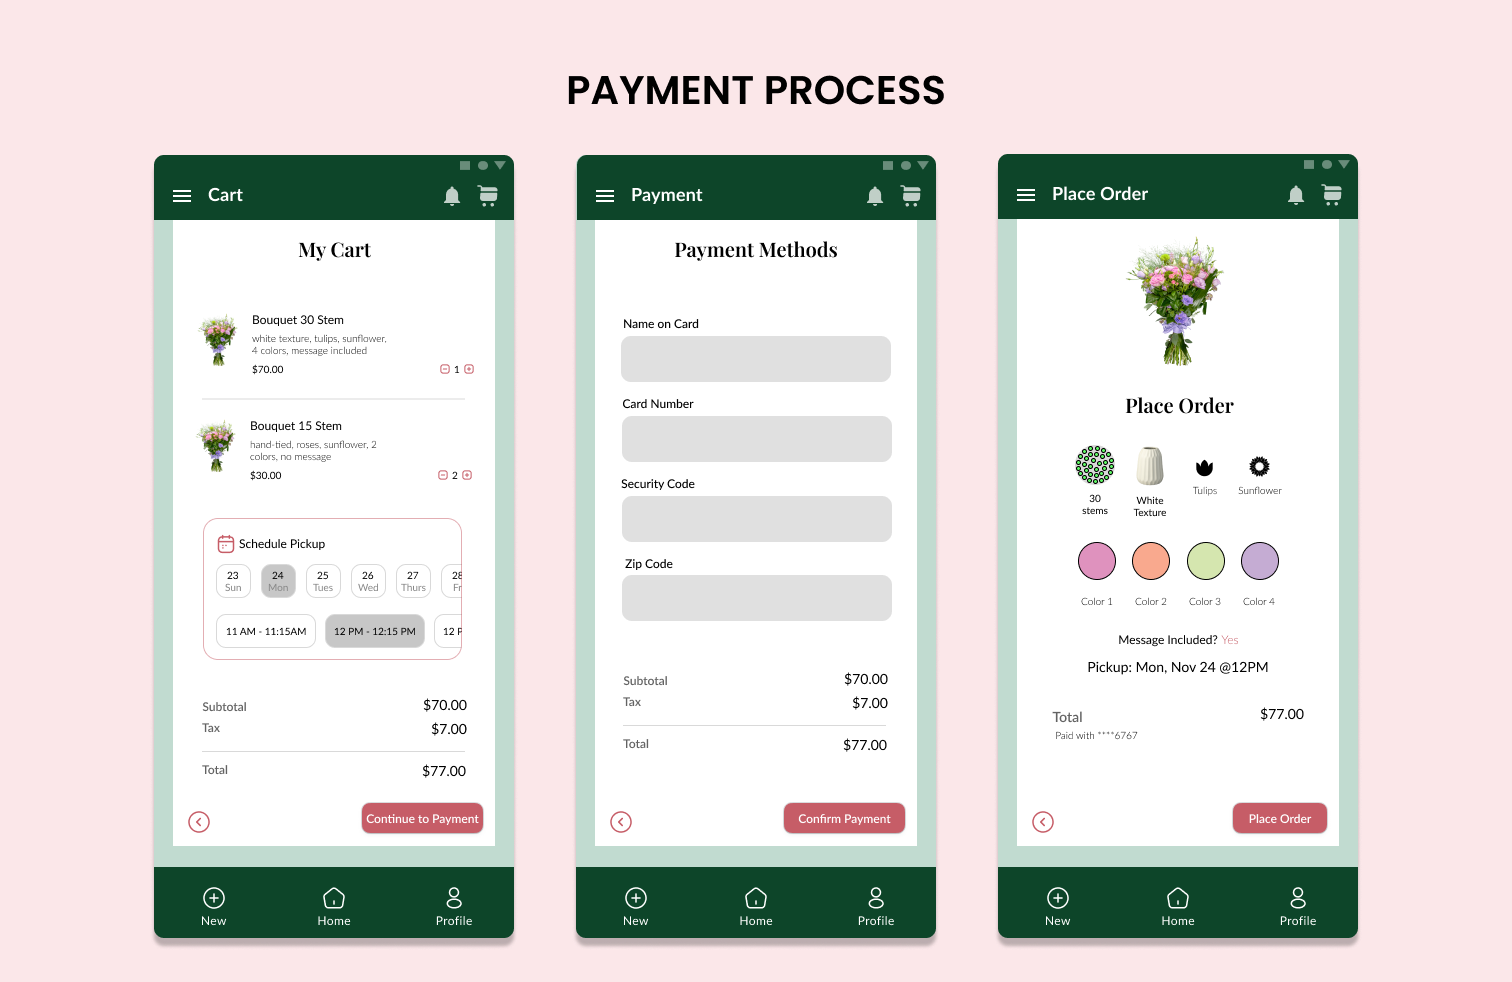 PAYMENT PROCESS
Cart
My Cart
Bouquet 30 Stem
white texture, tulips, sunflower,
4 colors, message included
$70.00
1
Bouquet 15 Stem
hand-tied, roses, sunflower, 2
colors, no message
$30.00
2
Schedule Pickup
23 24 25 26 27 28
Sun Mon Tues Wed Thurs Fr
11 AM - 11:15AM 12 PM - 12:15 PM 12 P
Subtotal $70.00
Tax $7.00
Total $77.00
Continue to Payment
New Home Profile
Payment
Payment Methods
Name on Card
Card Number
Security Code
Zip Code
Subtotal $70.00
Tax $7.00
Total $77.00
Confirm Payment
New Home Profile
Place Order
Place Order
30
stems
White
Texture
Tulips
Sunflower
Color 1 Color 2 Color 3 Color 4
Message Included? Yes
Pickup: Mon, Nov 24 @12PM
Total $77.00
Paid with ****6767
Place Order
New Home Profile